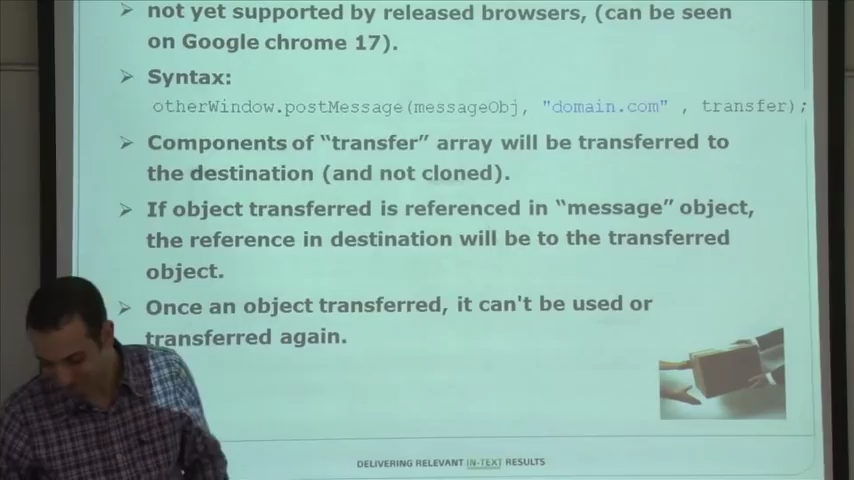 not yet supported by released browsers, (can be seen
on Google chrome 17).
Syntax:
otherWindow.postMessage(messageObj, "domain.com" , transfer);
Components of “transfer” array will be transferred to
the destination (and not cloned).
If object transferred is referenced in “message” object,
the reference in destination will be to the transferred
object.
Once an object transferred, it can't be used or
transferred again.
DELIVERING RELEVANT IN-TEXT RESULTS